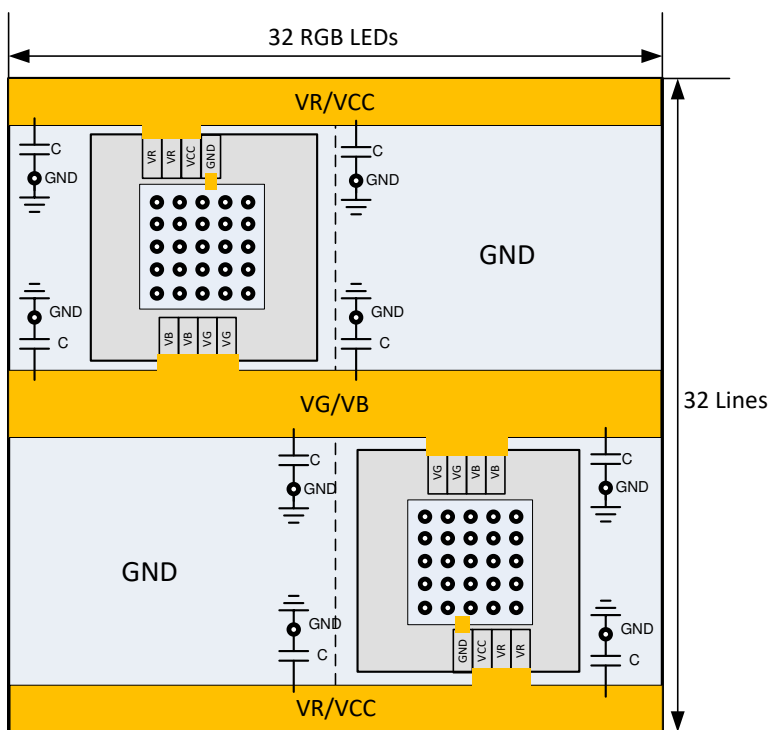 32 RGB LEDs
VR/VCC
VR VR VCC GND
C
GND
C
GND
GND
GND
C
GND
C
VB VB VG VG
VG/VB
32 Lines
VG VG VB VB
C
GND
C
GND
GND
GND
C
GND
C
GND VCC VR VR
VR/VCC